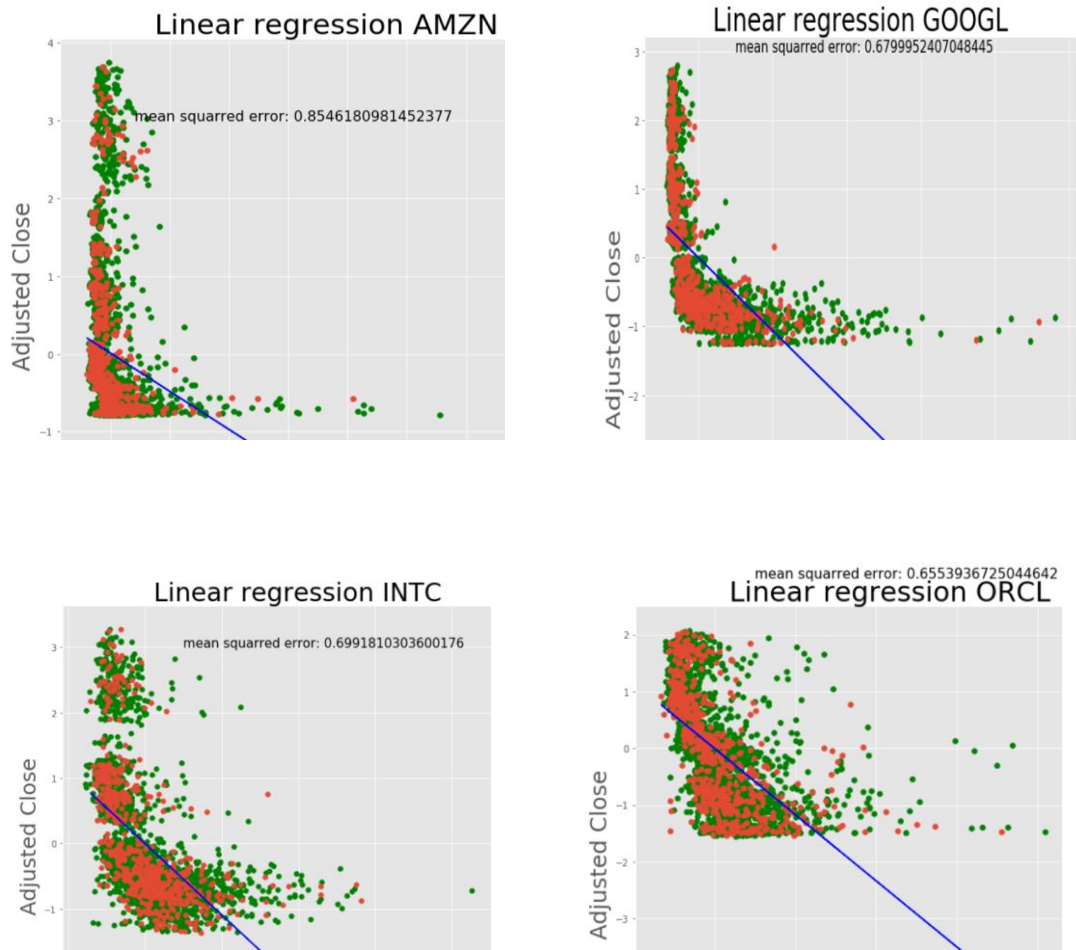 Linear regression AMZN
mean squarred error: 0.8546180981452377
Adjusted Close
4
3
2
1
0
−1
Linear regression GOOGL
mean squarred error: 0.6799952407048445
Adjusted Close
3
2
1
0
−1
−2
Linear regression INTC
mean squarred error: 0.6991810303600176
Adjusted Close
3
2
1
0
−1
mean squarred error: 0.6553936725044642
Linear regression ORCL
Adjusted Close
2
1
0
−1
−2
−3